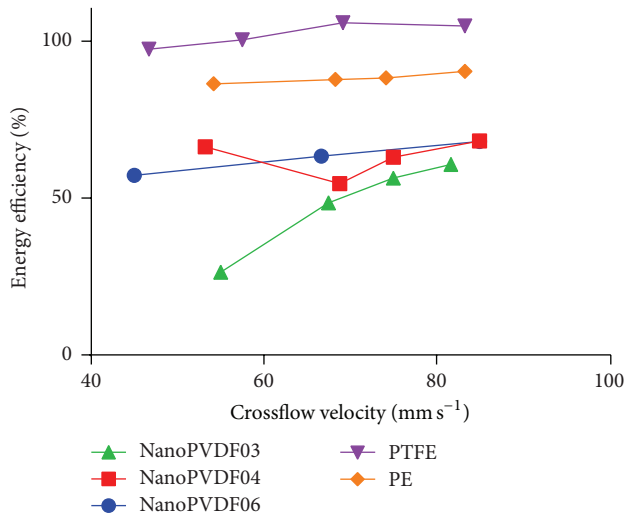 100
50
0
Energy efficiency (%)
40 60 80 100
Crossflow velocity (mm s⁻¹)
NanoPVDF03
NanoPVDF04
NanoPVDF06
PTFE
PE